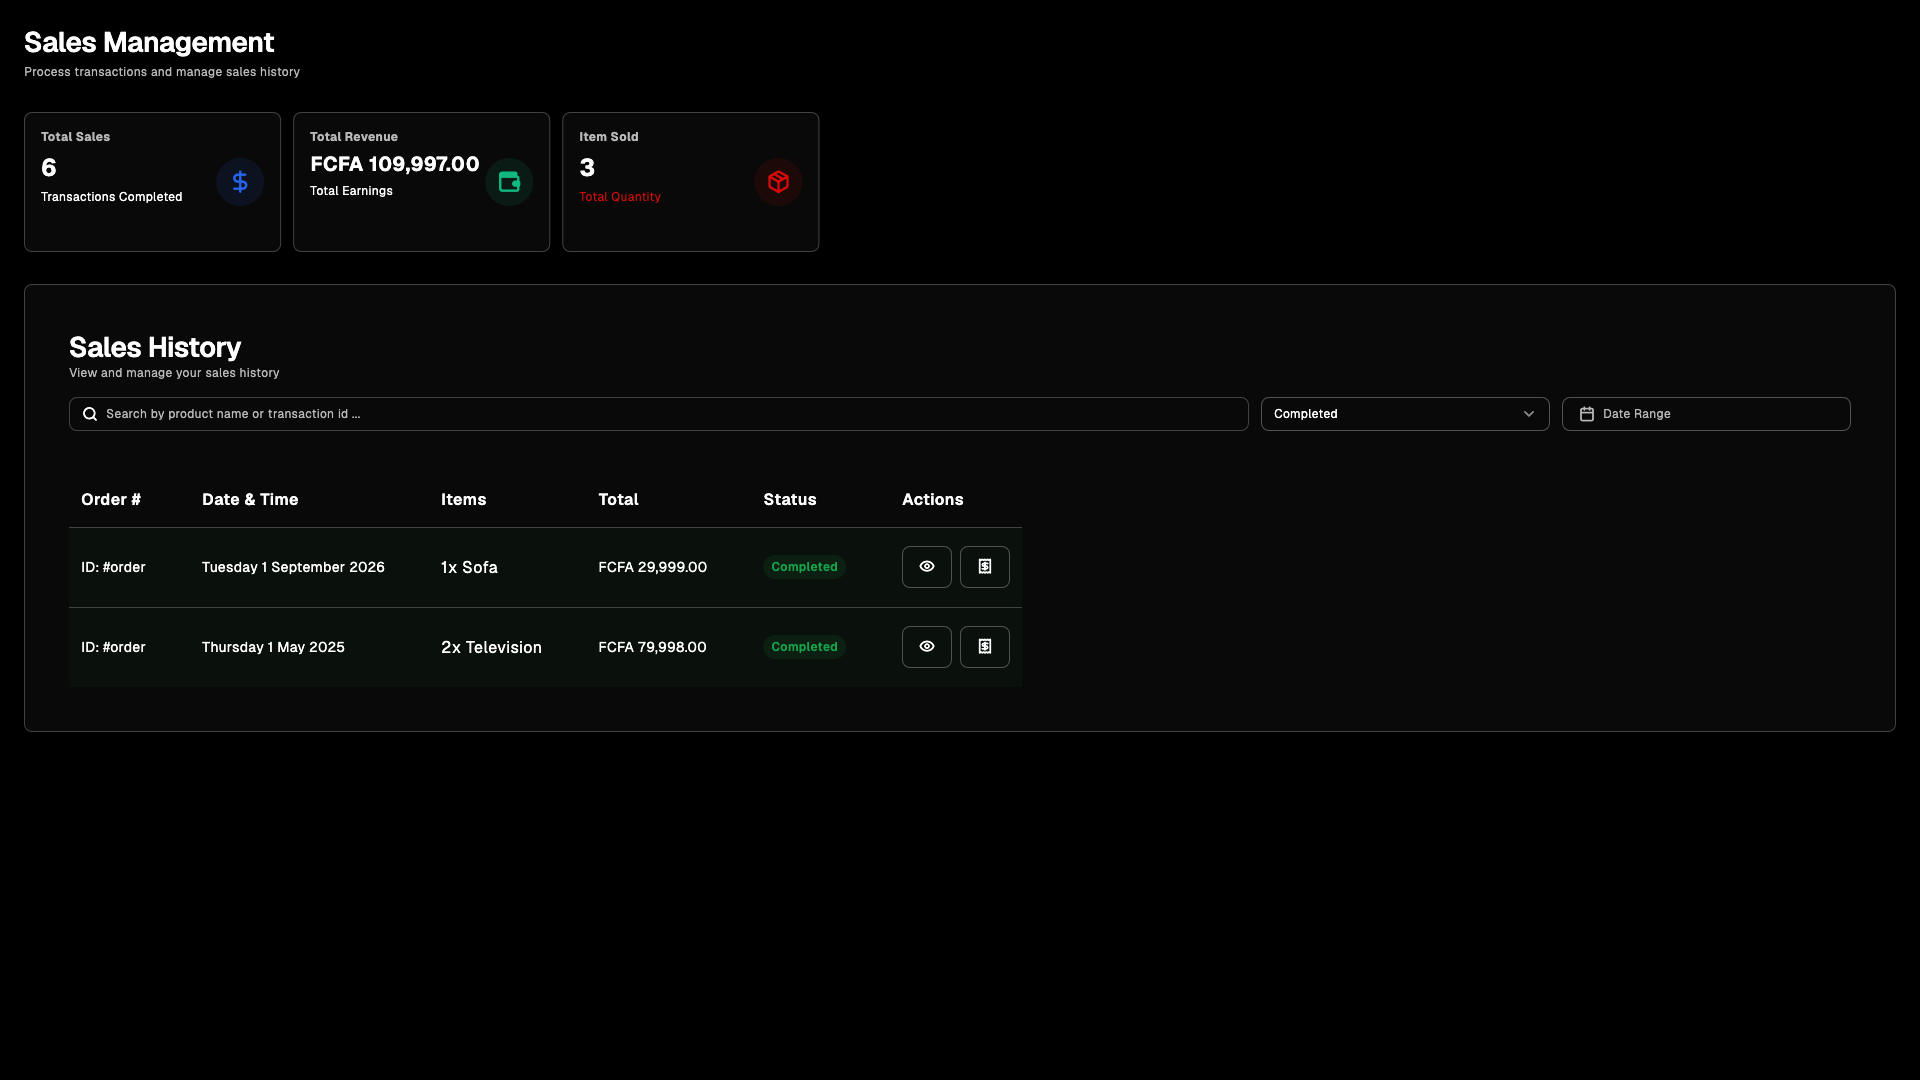 Sales Management
Process transactions and manage sales history
Total Sales
6
Transactions Completed
Total Revenue
FCFA 109,997.00
Total Earnings
Item Sold
3
Total Quantity
Sales History
View and manage your sales history
Search by product name or transaction id ...
Completed
Date Range
Order # Date & Time Items Total Status Actions
ID: #order Tuesday 1 September 2026 1x Sofa FCFA 29,999.00 Completed
ID: #order Thursday 1 May 2025 2x Television FCFA 79,998.00 Completed